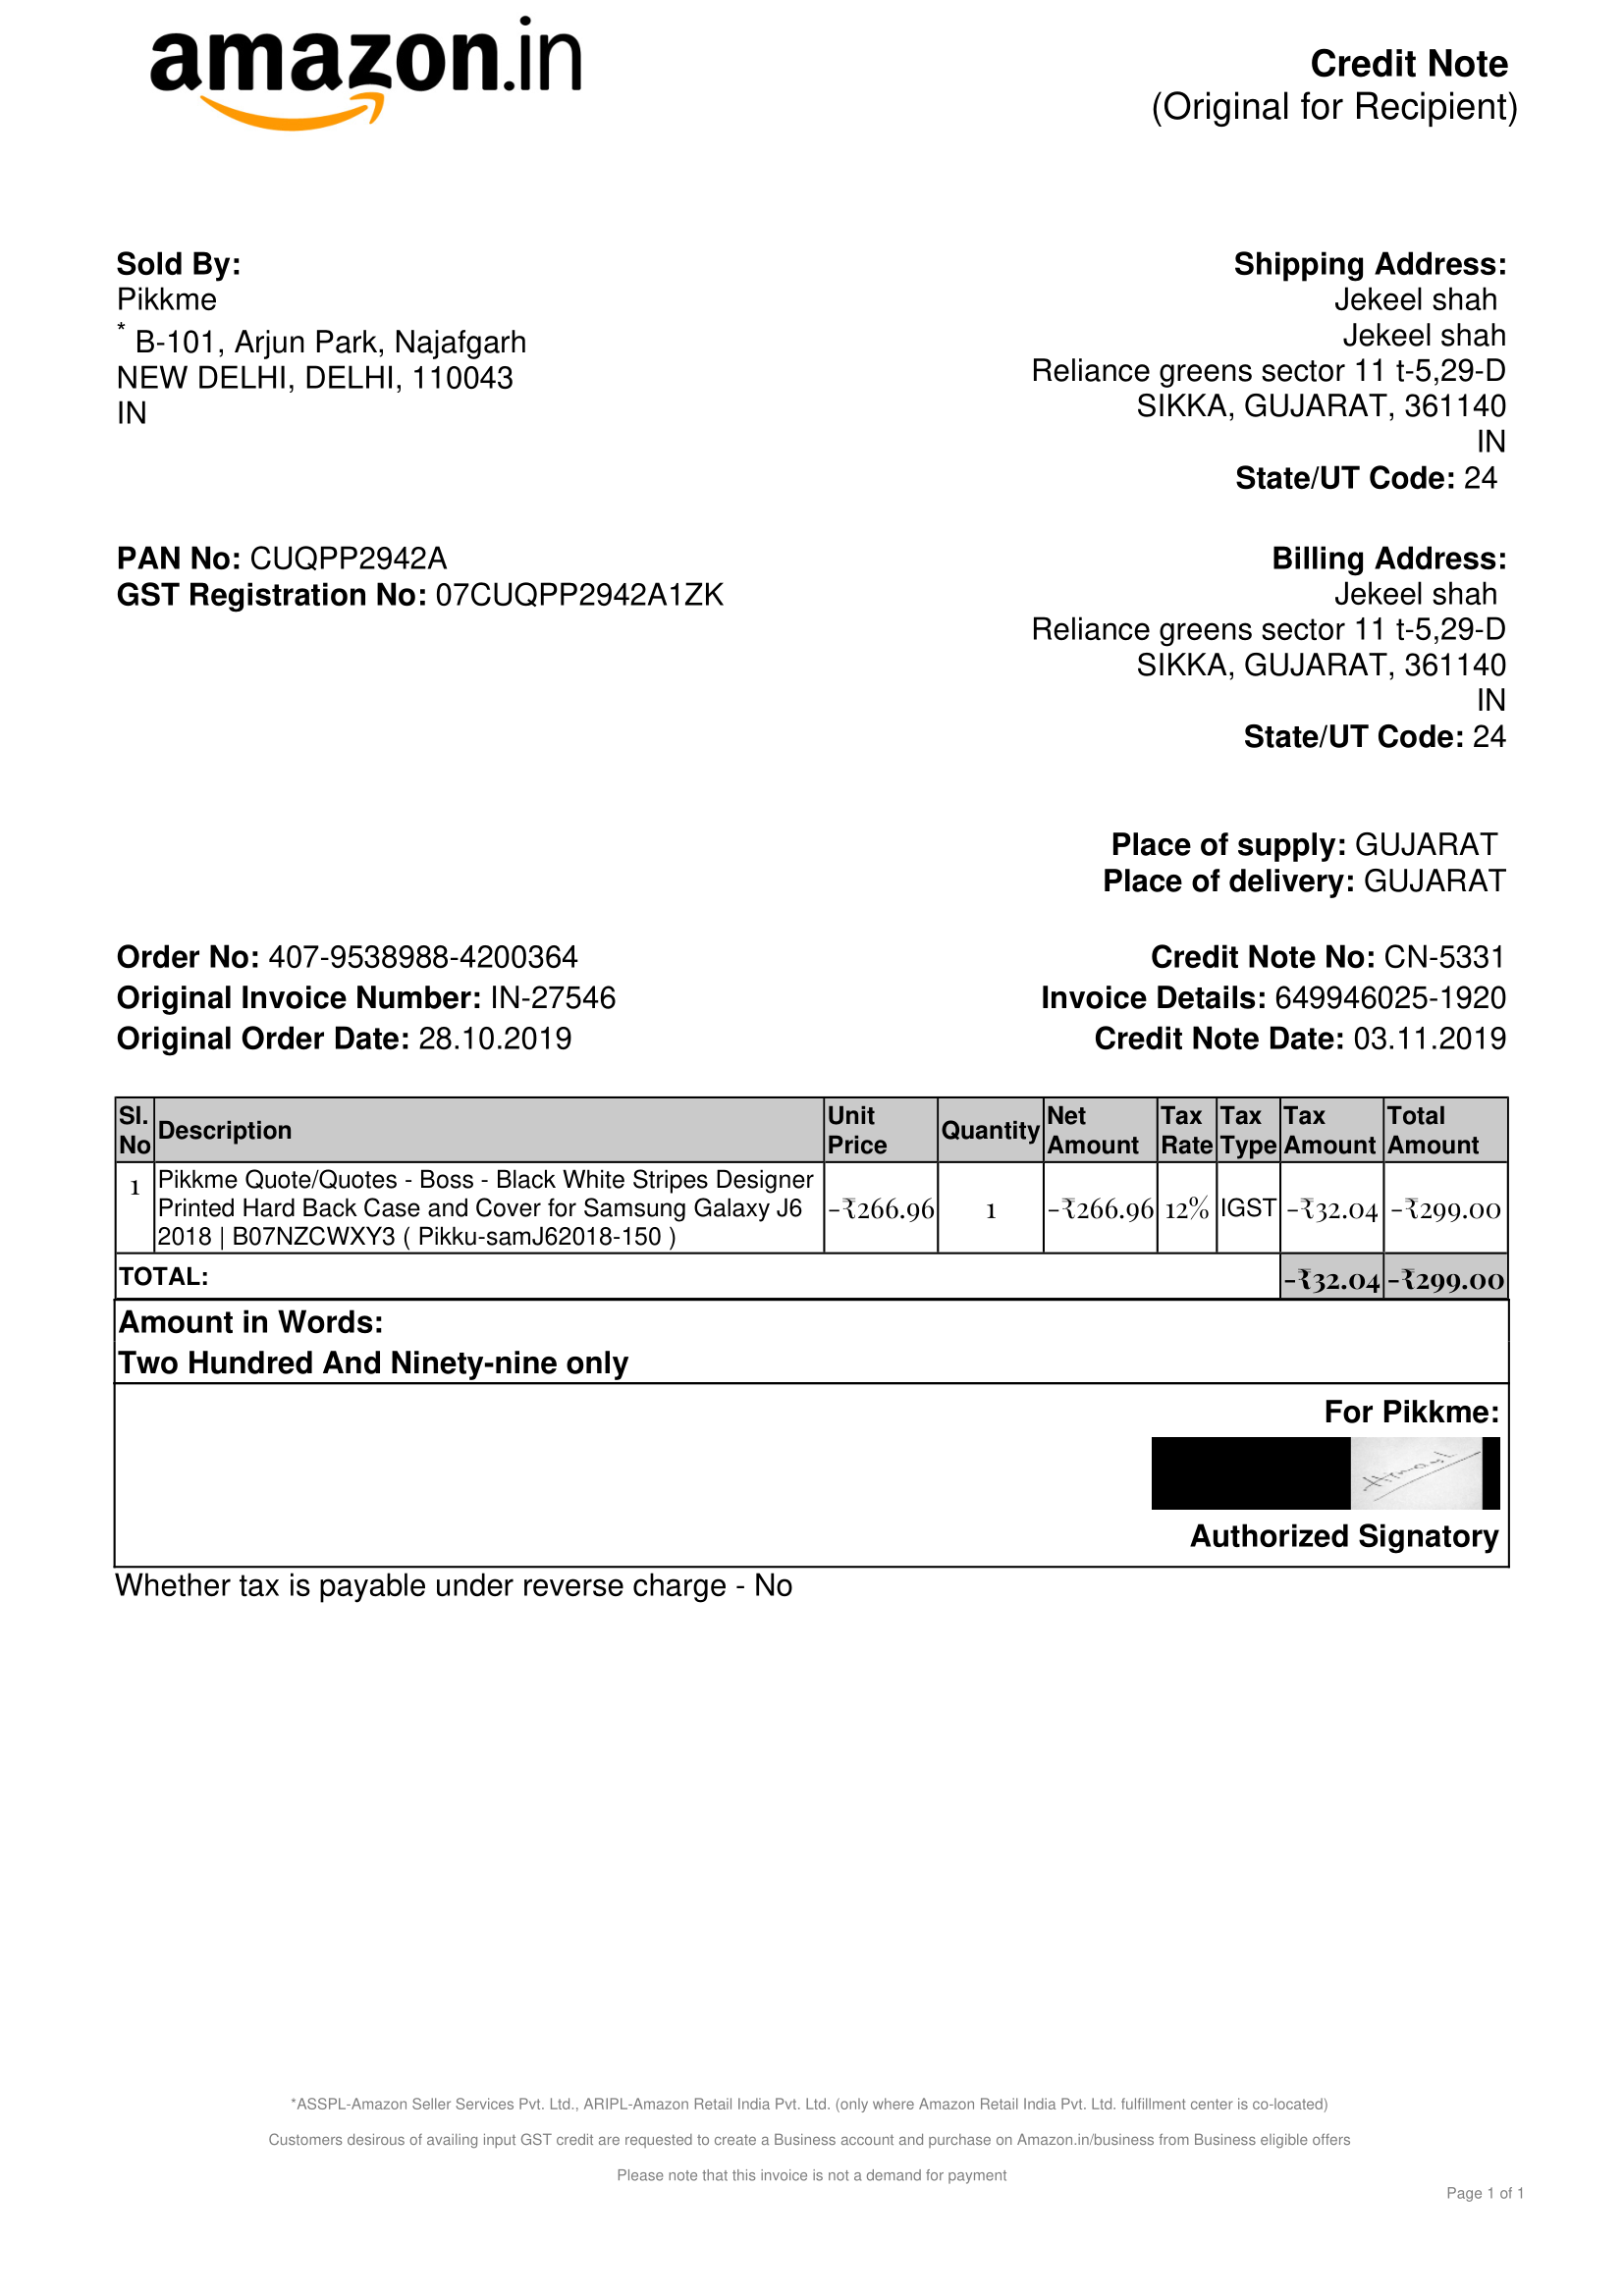 amazon.in
Credit Note
(Original for Recipient)
Sold By:
Pikkme
* B-101, Arjun Park, Najafgarh
NEW DELHI, DELHI, 110043
IN
Shipping Address:
Jekeel shah
Jekeel shah
Reliance greens sector 11 t-5,29-D
SIKKA, GUJARAT, 361140
IN
State/UT Code: 24
PAN No: CUQPP2942A
GST Registration No: 07CUQPP2942A1ZK
Billing Address:
Jekeel shah
Reliance greens sector 11 t-5,29-D
SIKKA, GUJARAT, 361140
IN
State/UT Code: 24
Place of supply: GUJARAT
Place of delivery: GUJARAT
Order No: 407-9538988-4200364
Original Invoice Number: IN-27546
Original Order Date: 28.10.2019
Credit Note No: CN-5331
Invoice Details: 649946025-1920
Credit Note Date: 03.11.2019
Sl. No Description Unit Price Quantity Net Amount Tax Rate Tax Type Tax Amount Total Amount
1 Pikkme Quote/Quotes - Boss - Black White Stripes Designer
Printed Hard Back Case and Cover for Samsung Galaxy J6
2018 | B07NZCWXY3 ( Pikku-samJ62018-150 )
-₹266.96 1 -₹266.96 12% IGST -₹32.04 -₹299.00
TOTAL: -₹32.04 -₹299.00
Amount in Words:
Two Hundred And Ninety-nine only
For Pikkme:
Authorized Signatory
Whether tax is payable under reverse charge - No
*ASSPL-Amazon Seller Services Pvt. Ltd., ARIPL-Amazon Retail India Pvt. Ltd. (only where Amazon Retail India Pvt. Ltd. fulfillment center is co-located)
Customers desirous of availing input GST credit are requested to create a Business account and purchase on Amazon.in/business from Business eligible offers
Please note that this invoice is not a demand for payment
Page 1 of 1